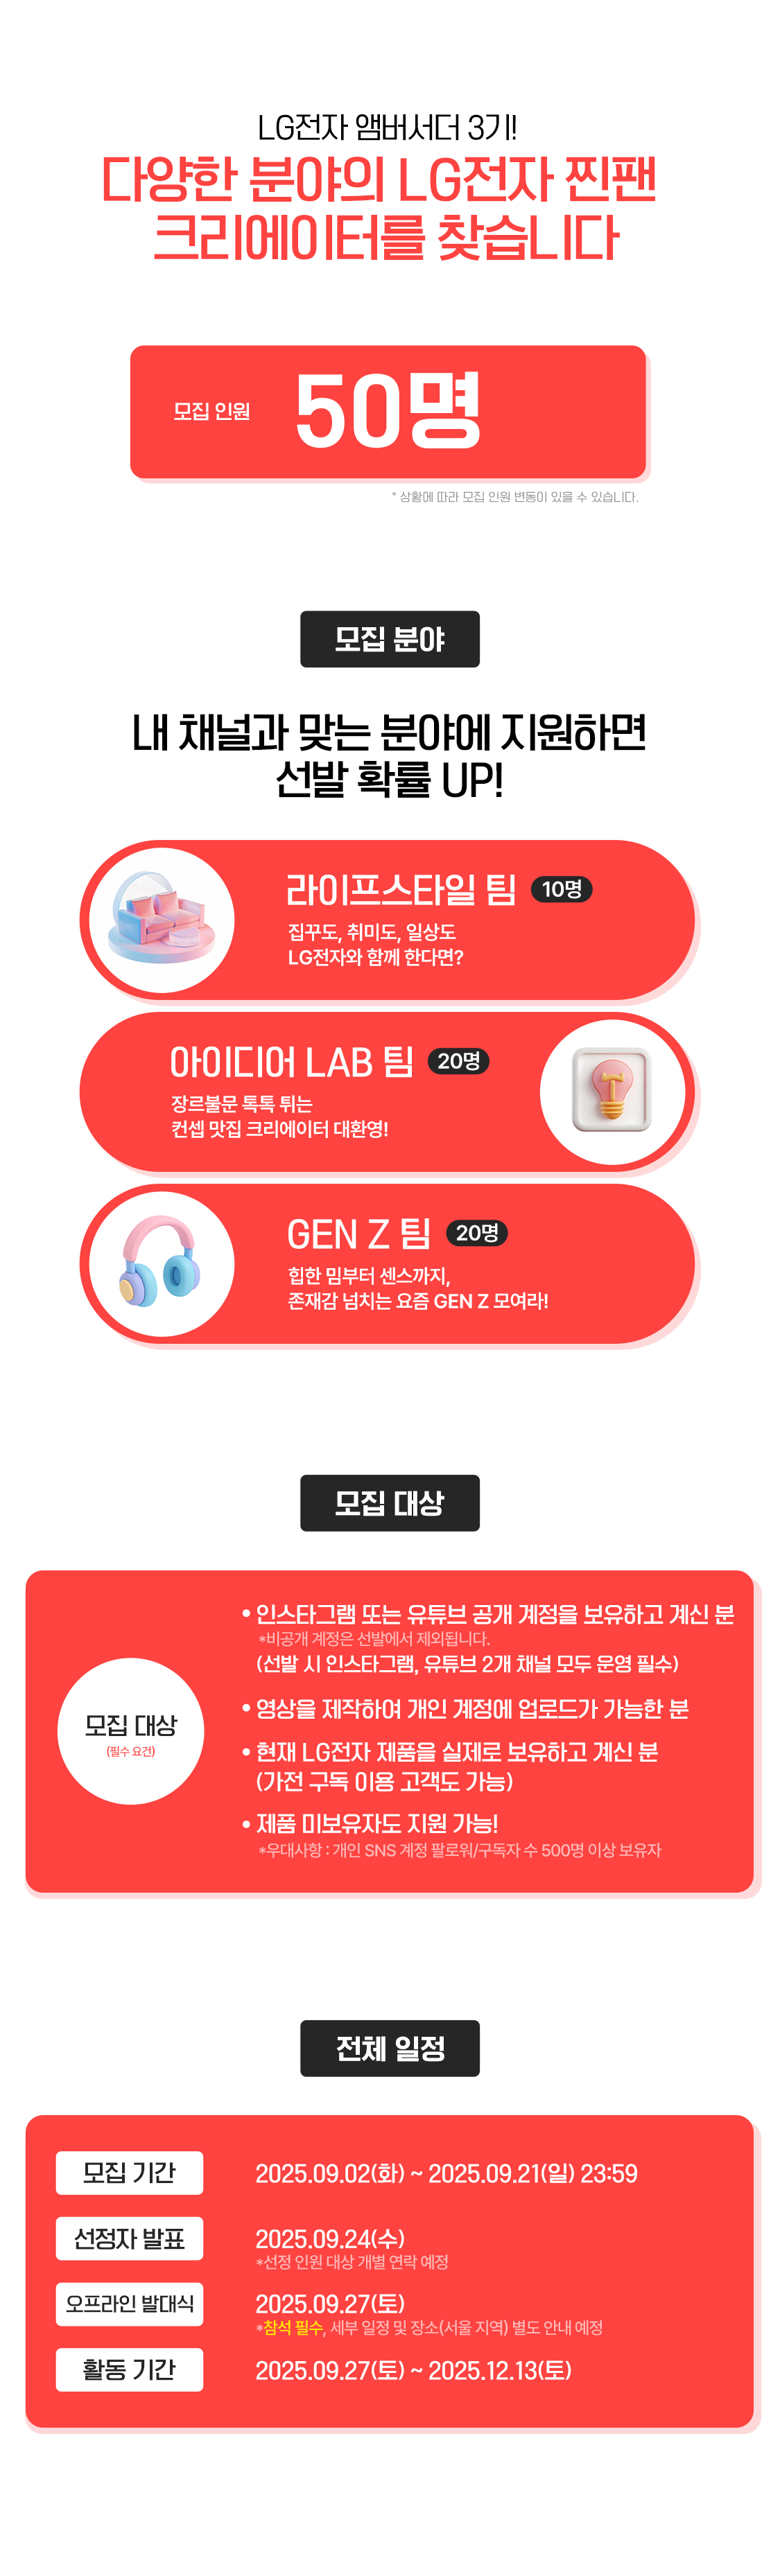 LG전자 앰버서더 3기!
다양한 분야의 LG전자 찐팬
크리에이터를 찾습니다
모집 인원 50명
* 상황에 따라 모집 인원 변동이 있을 수 있습니다.
모집 분야
내 채널과 맞는 분야에 지원하면
선발 확률 UP!
라이프스타일 팀 10명
집꾸도, 취미도, 일상도
LG전자와 함께 한다면?
아이디어 LAB 팀 20명
장르불문 톡톡 튀는
컨셉 맛집 크리에이터 대환영!
GEN Z 팀 20명
힙한 밈부터 센스까지,
존재감 넘치는 요즘 GEN Z 모여라!
모집 대상
모집 대상
(필수 요건)
• 인스타그램 또는 유튜브 공개 계정을 보유하고 계신 분
*비공개 계정은 선발에서 제외됩니다.
(선발 시 인스타그램, 유튜브 2개 채널 모두 운영 필수)
• 영상을 제작하여 개인 계정에 업로드가 가능한 분
• 현재 LG전자 제품을 실제로 보유하고 계신 분
(가전 구독 이용 고객도 가능)
• 제품 미보유자도 지원 가능!
*우대사항 : 개인 SNS 계정 팔로워/구독자 수 500명 이상 보유자
전체 일정
모집 기간 2025.09.02(화) ~ 2025.09.21(일) 23:59
선정자 발표 2025.09.24(수)
*선정 인원 대상 개별 연락 예정
오프라인 발대식 2025.09.27(토)
*참석 필수, 세부 일정 및 장소(서울 지역) 별도 안내 예정
활동 기간 2025.09.27(토) ~ 2025.12.13(토)